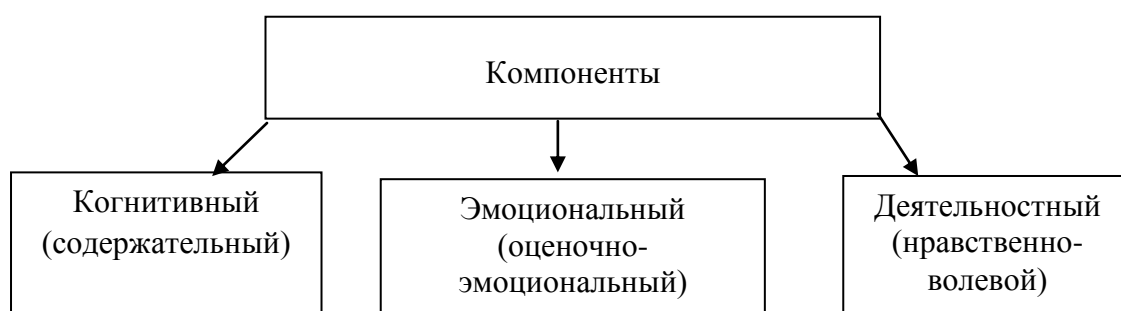 Компоненты
Когнитивный
(содержательный)
Эмоциональный
(оценочно-
эмоциональный)
Деятельностный
(нравственно-
волевой)